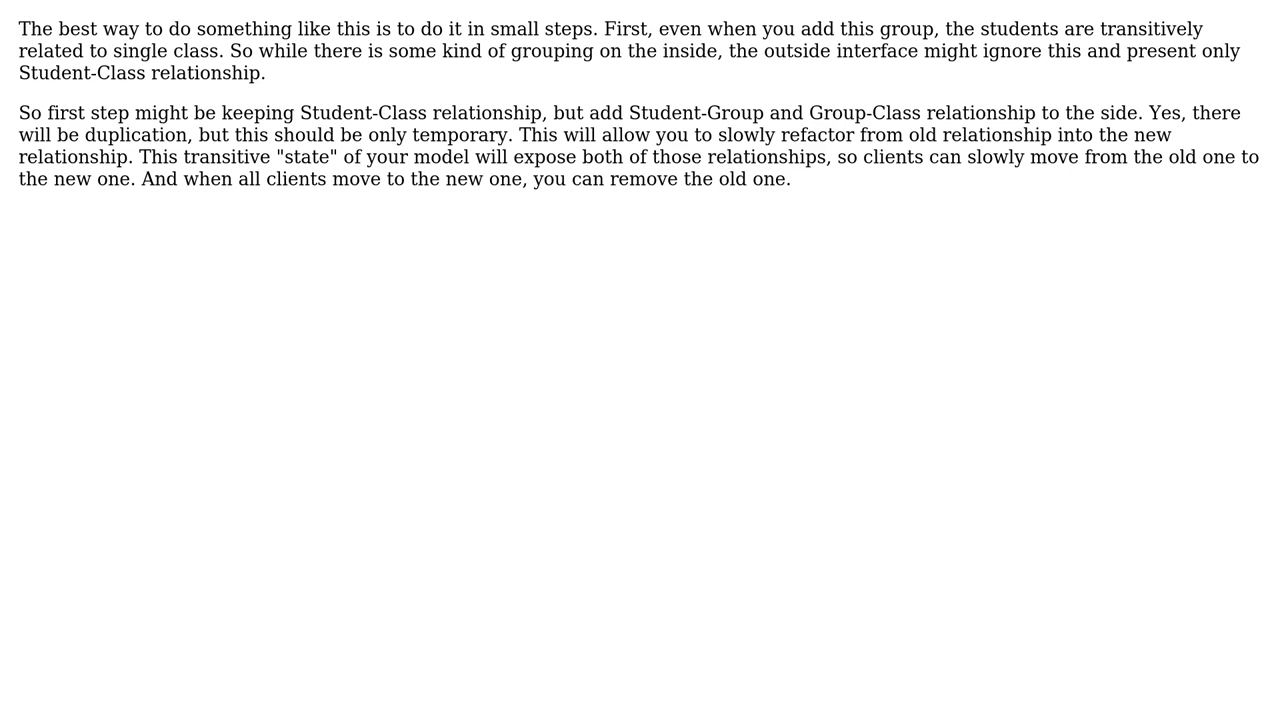 The best way to do something like this is to do it in small steps. First, even when you add this group, the students are transitively
related to single class. So while there is some kind of grouping on the inside, the outside interface might ignore this and present only
Student-Class relationship.
So first step might be keeping Student-Class relationship, but add Student-Group and Group-Class relationship to the side. Yes, there
will be duplication, but this should be only temporary. This will allow you to slowly refactor from old relationship into the new
relationship. This transitive "state" of your model will expose both of those relationships, so clients can slowly move from the old one to
the new one. And when all clients move to the new one, you can remove the old one.